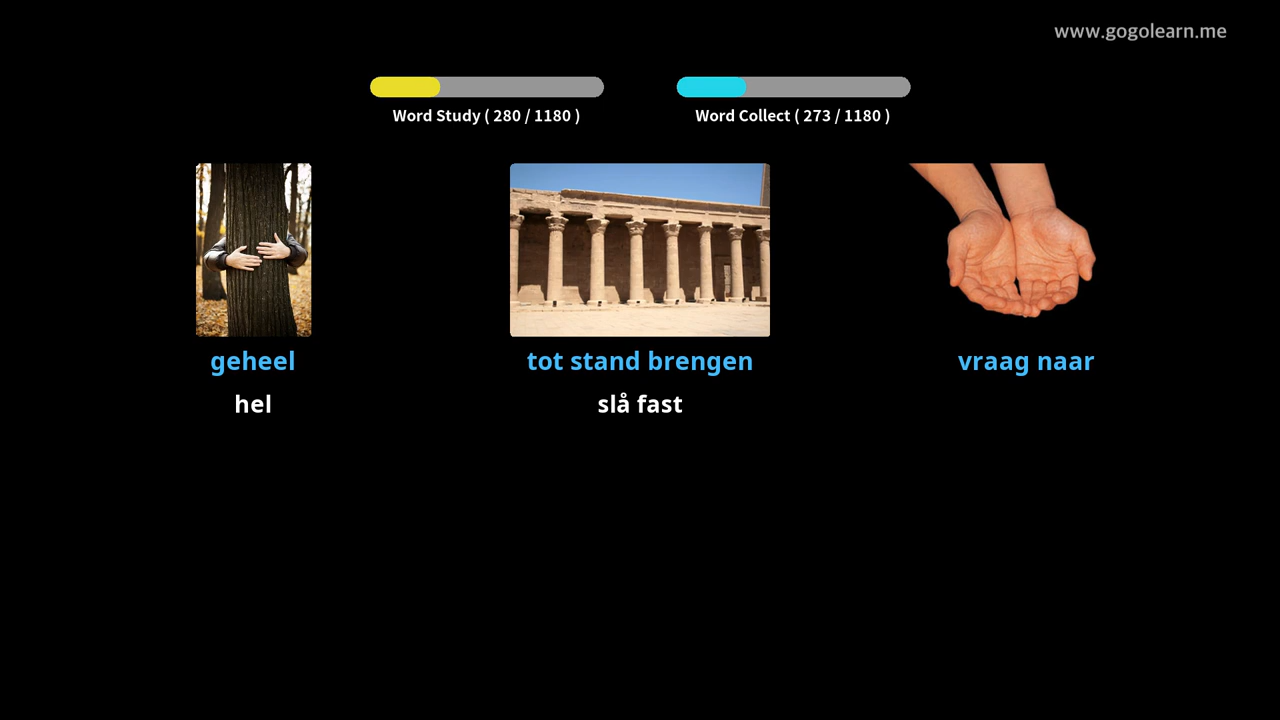 www.gogolearn.me
Word Study ( 280 / 1180 )
Word Collect ( 273 / 1180 )
geheel
tot stand brengen
vraag naar
hel
slå fast